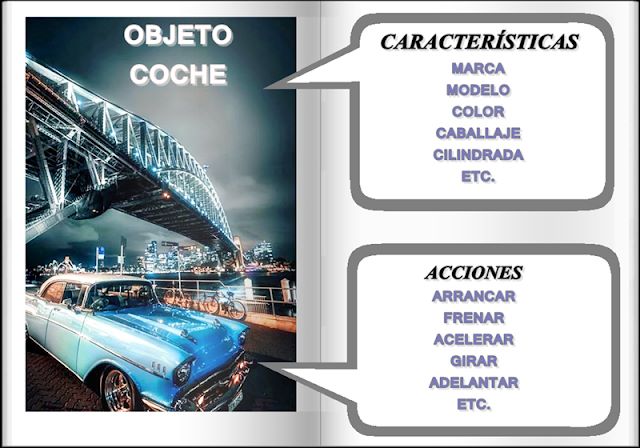 OBJETO
COCHE
CARACTERÍSTICAS
MARCA
MODELO
COLOR
CABALLAJE
CILINDRADA
ETC.
ACCIONES
ARRANCAR
FRENAR
ACELERAR
GIRAR
ADELANTAR
ETC.